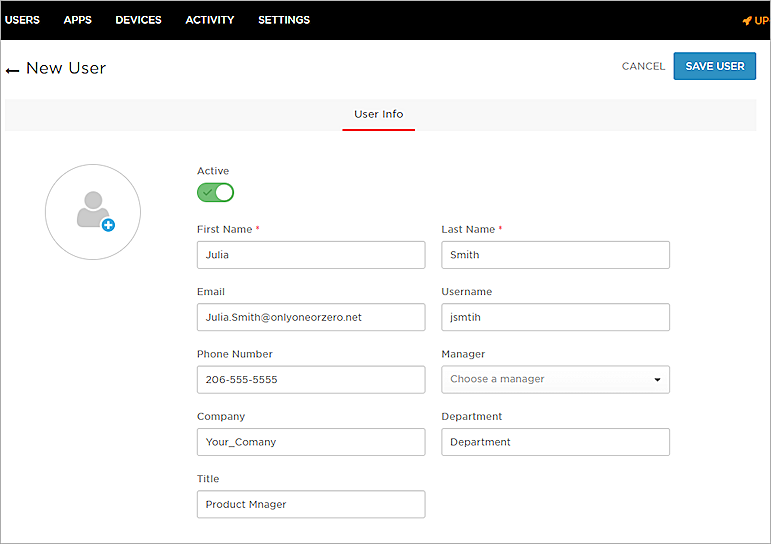 USERS APPS DEVICES ACTIVITY SETTINGS UP
← New User CANCEL SAVE USER
User Info
Active
First Name * Last Name *
Julia Smith
Email Username
Julia.Smith@onlyoneorzero.net jsmtih
Phone Number Manager
206-555-5555 Choose a manager
Company Department
Your_Comany Department
Title
Product Mnager